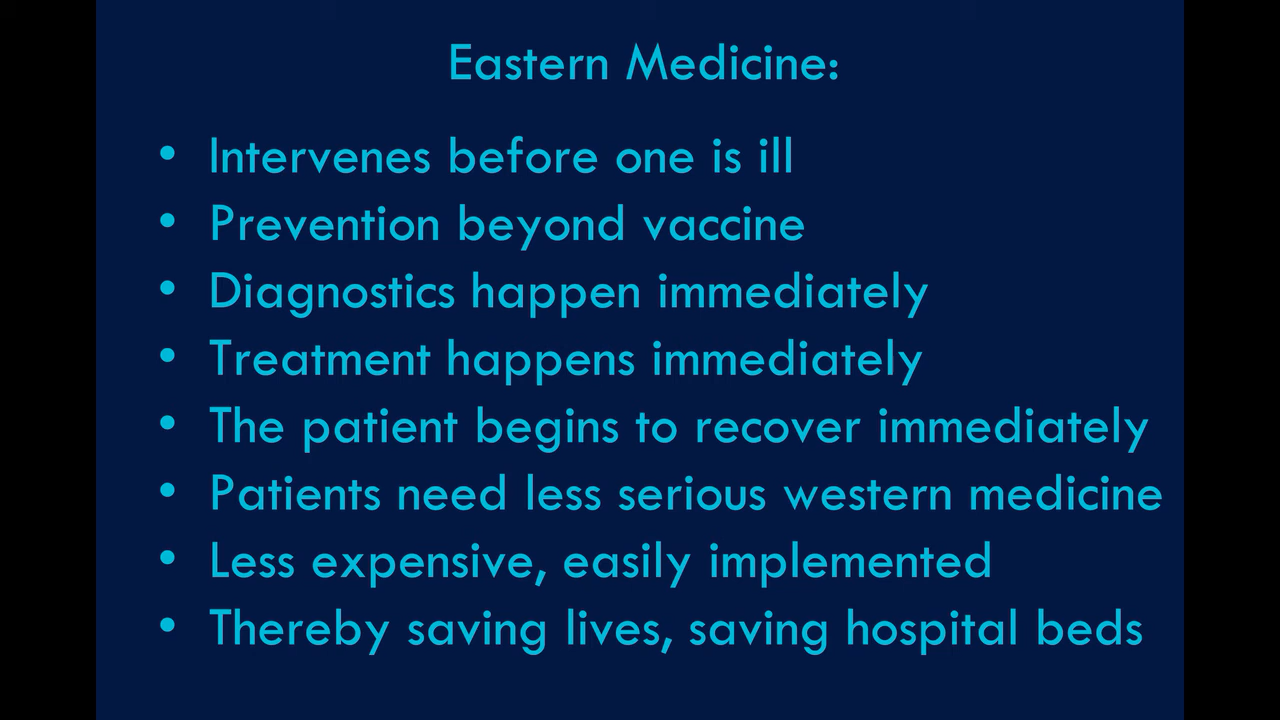 Eastern Medicine:
• Intervenes before one is ill
• Prevention beyond vaccine
• Diagnostics happen immediately
• Treatment happens immediately
• The patient begins to recover immediately
• Patients need less serious western medicine
• Less expensive, easily implemented
• Thereby saving lives, saving hospital beds